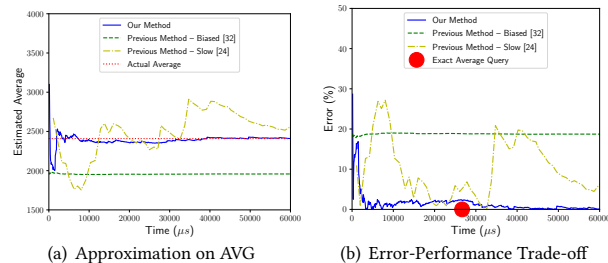 4000
3500
3000
2500
2000
1500
Estimated Average
0
10000
20000
30000
40000
50000
60000
Time (μs)
Our Method
Previous Method – Biased [32]
Previous Method – Slow [24]
Actual Average
(a) Approximation on AVG
50
40
30
20
10
0
Error (%)
0
10000
20000
30000
40000
50000
60000
Time (μs)
Our Method
Previous Method – Biased [32]
Previous Method – Slow [24]
Exact Average Query
(b) Error-Performance Trade-off